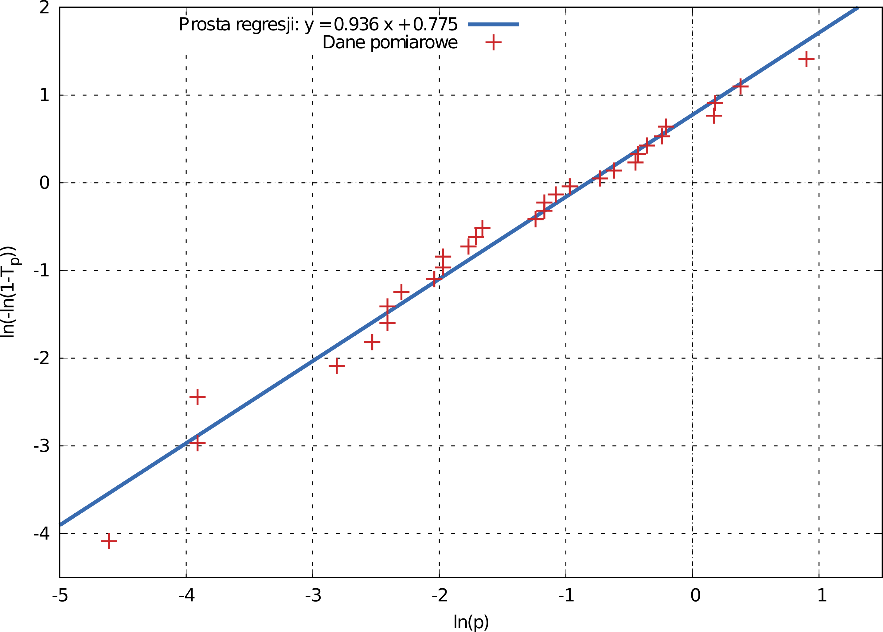 Prosta regresji: y = 0.936 x + 0.775
Dane pomiarowe
2
1
0
-1
-2
-3
-4
ln(-ln(1-Tp))
-5 -4 -3 -2 -1 0 1
ln(p)